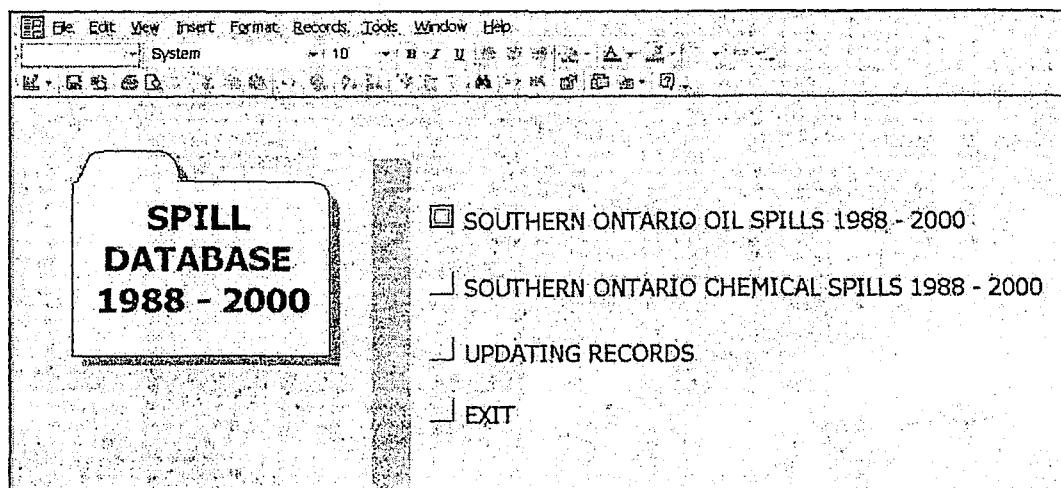 File Edit View Insert Format Records Tools Window Help
System 10 B I U
SPILL
DATABASE
1988 - 2000
SOUTHERN ONTARIO OIL SPILLS 1988 - 2000
SOUTHERN ONTARIO CHEMICAL SPILLS 1988 - 2000
UPDATING RECORDS
EXIT